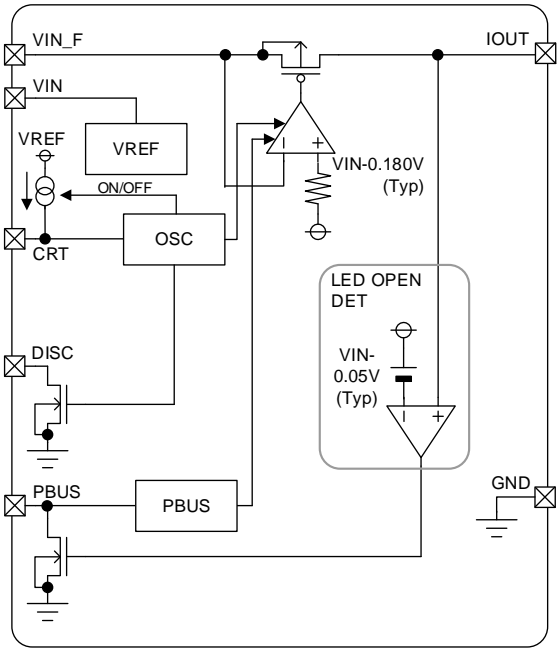 VIN_F
IOUT
VIN
VREF
VREF
ON/OFF
VIN-0.180V
(Typ)
OSC
CRT
LED OPEN
DET
VIN-
0.05V
(Typ)
DISC
PBUS
PBUS
GND